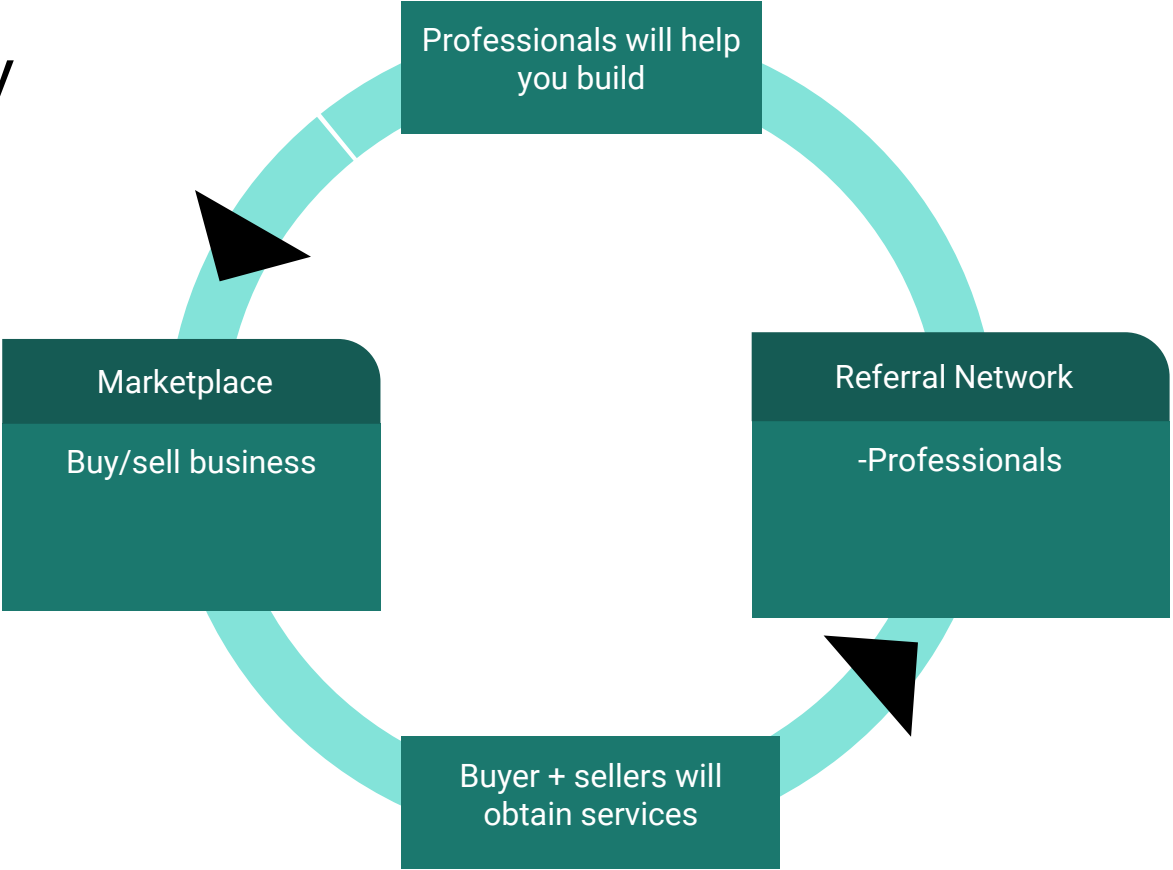 Professionals will help
you build
Marketplace
Buy/sell business
Referral Network
-Professionals
Buyer + sellers will
obtain services